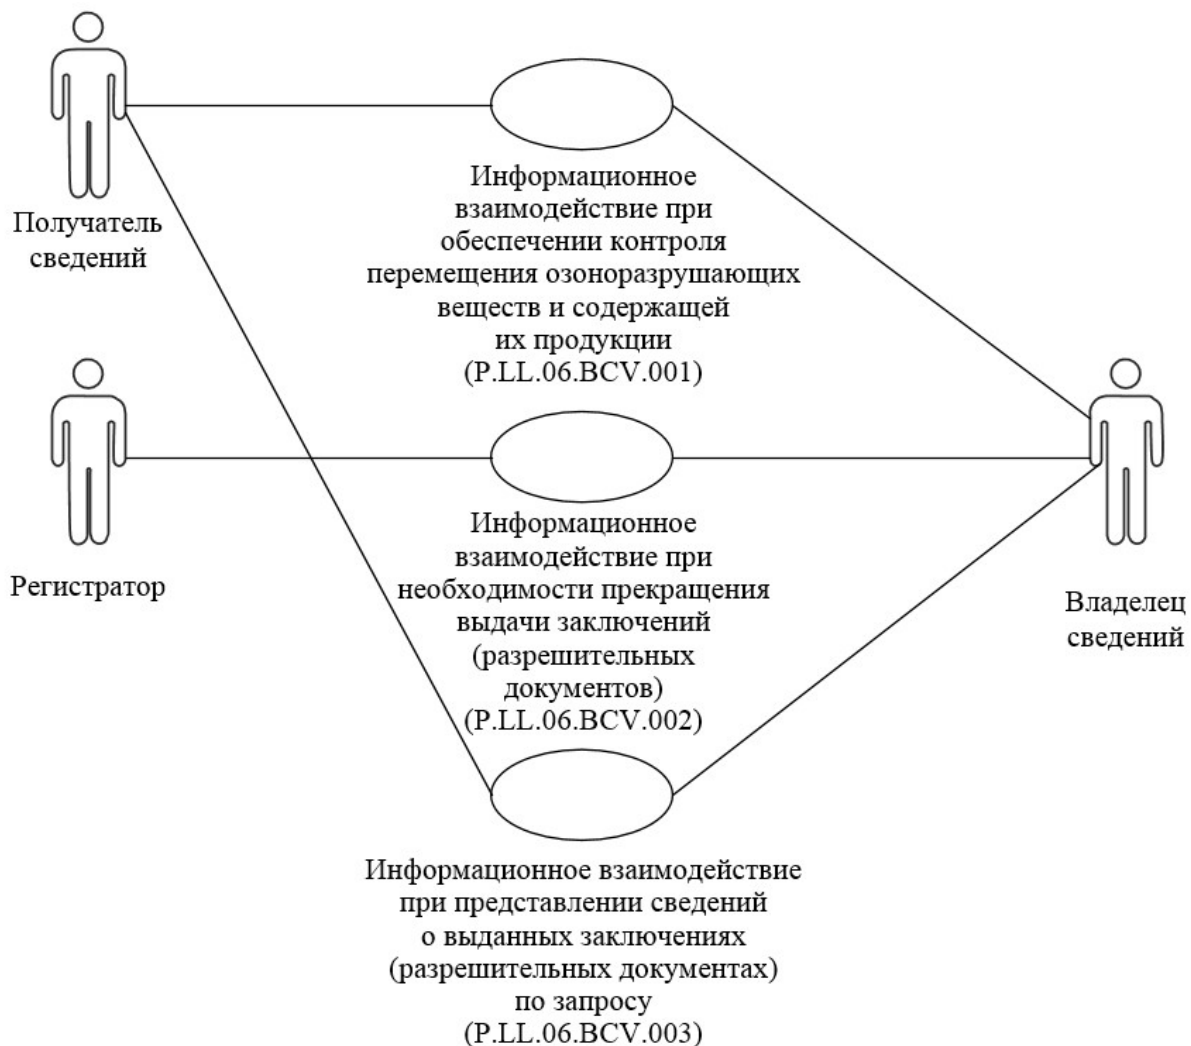 Получатель
сведений
Информационное
взаимодействие при
обеспечении контроля
перемещения озоноразрушающих
веществ и содержащей
их продукции
(P.LL.06.BCV.001)
Регистратор
Информационное
взаимодействие при
необходимости прекращения
выдачи заключений
(разрешительных
документов)
(P.LL.06.BCV.002)
Владелец
сведений
Информационное взаимодействие
при представлении сведений
о выданных заключениях
(разрешительных документах)
по запросу
(P.LL.06.BCV.003)